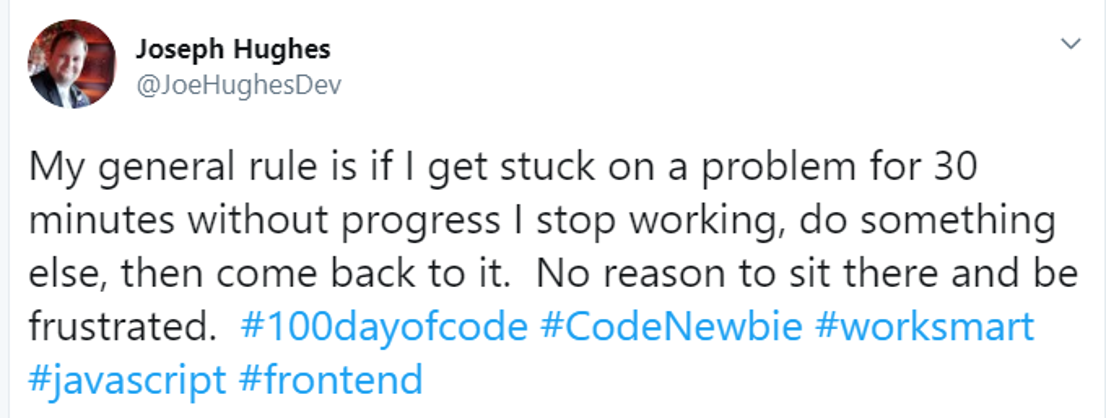 Joseph Hughes
@JoeHughesDev
My general rule is if I get stuck on a problem for 30
minutes without progress I stop working, do something
else, then come back to it.  No reason to sit there and be
frustrated.  #100dayofcode #CodeNewbie #worksmart
#javascript #frontend